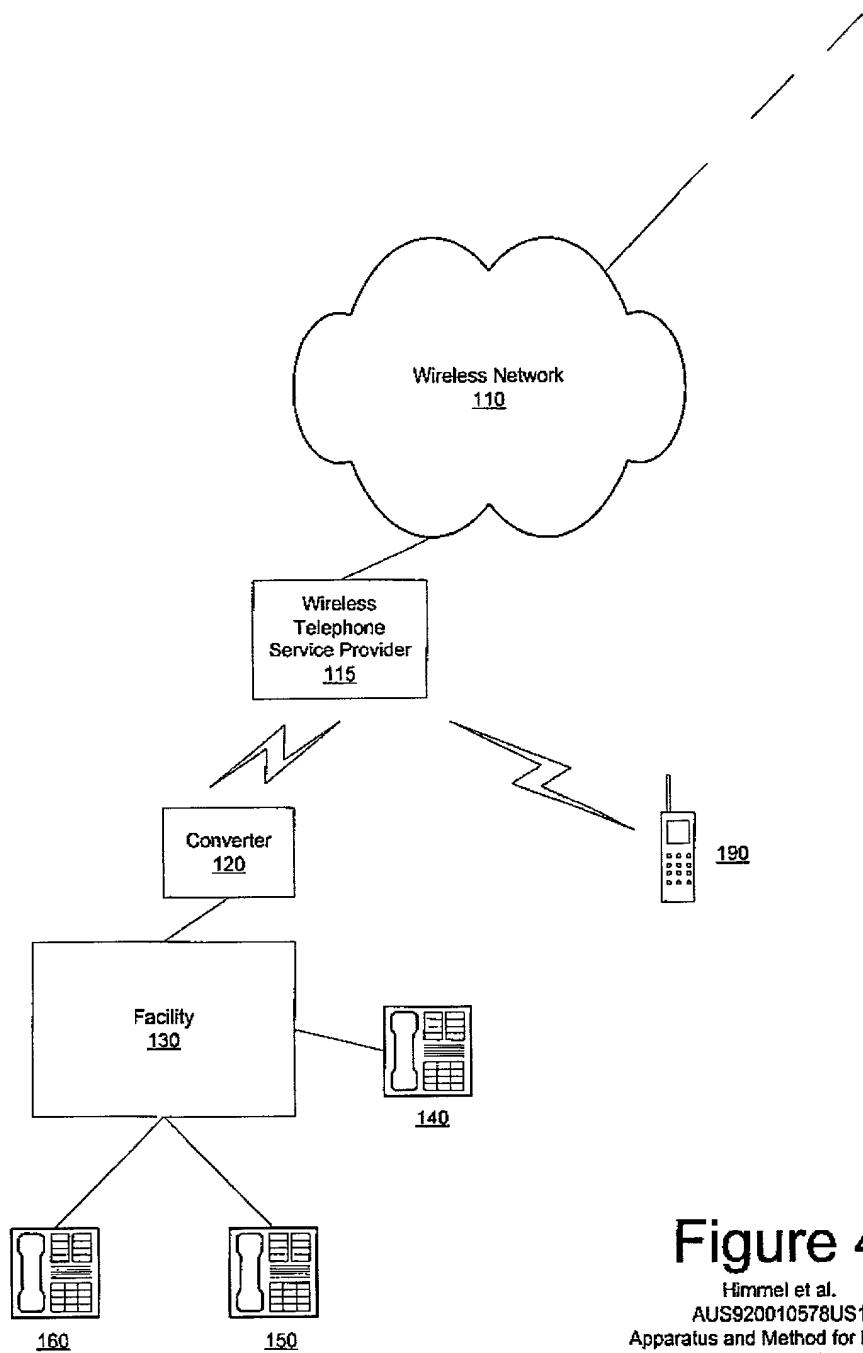 Wireless Network
110
Wireless
Telephone
Service Provider
115
Converter
120
190
Facility
130
140
160
150
Figure 4
Himmel et al.
AUS920010578US1
Apparatus and Method for